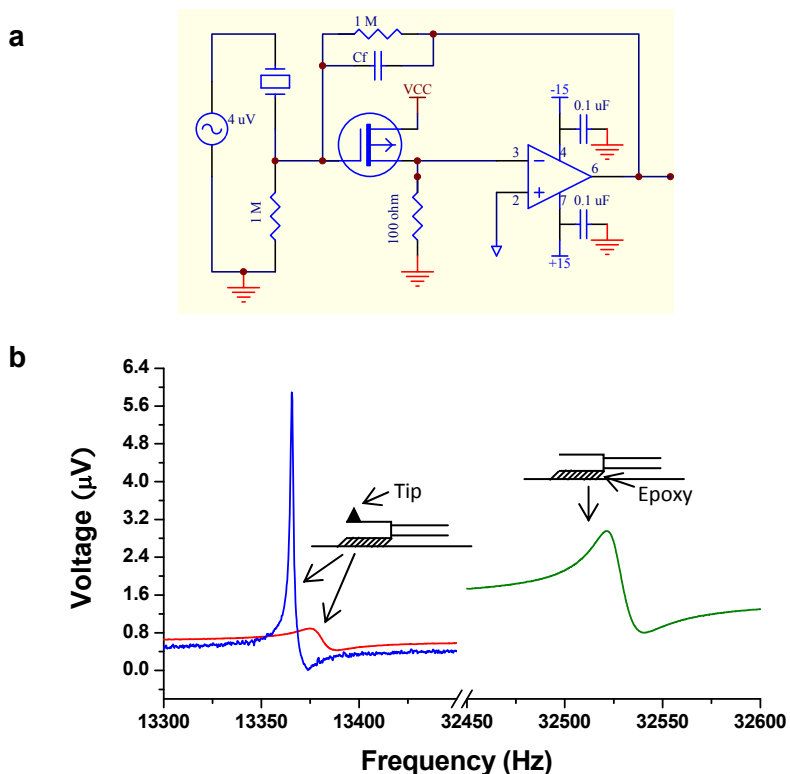 a
1 M
Cf
VCC
4 uV
1 M
100 ohm
-15
0.1 uF
4
3
6
2
7
0.1 uF
+15
b
Voltage (μV)
6.4
5.6
4.8
4.0
3.2
2.4
1.6
0.8
0.0
Tip
Epoxy
13300 13350 13400 32450 32500 32550 32600
Frequency (Hz)